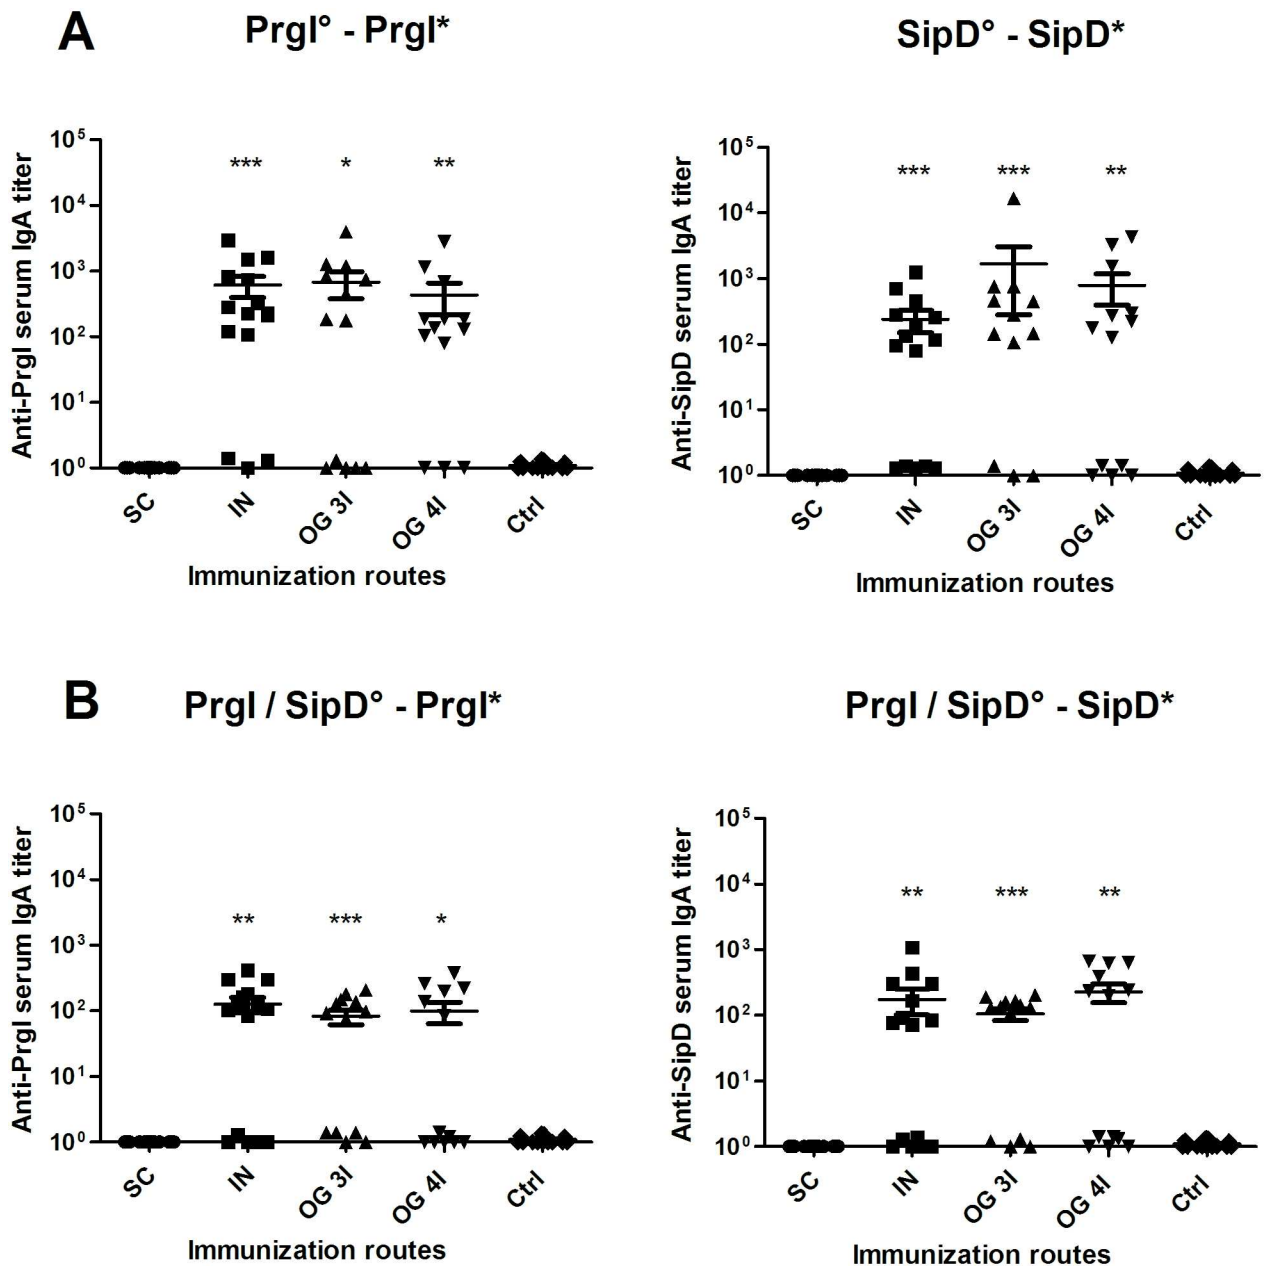 A
PrgI° - PrgI*
SipD° - SipD*
Anti-PrgI serum IgA titer
10⁵
10⁴
10³
10²
10¹
10⁰
***
*
**
SC
IN
OG 3I
OG 4I
Ctrl
Immunization routes
Anti-SipD serum IgA titer
10⁵
10⁴
10³
10²
10¹
10⁰
***
***
**
SC
IN
OG 3I
OG 4I
Ctrl
Immunization routes
B
PrgI / SipD° - PrgI*
PrgI / SipD° - SipD*
Anti-PrgI serum IgA titer
10⁵
10⁴
10³
10²
10¹
10⁰
**
***
*
SC
IN
OG 3I
OG 4I
Ctrl
Immunization routes
Anti-SipD serum IgA titer
10⁵
10⁴
10³
10²
10¹
10⁰
**
***
**
SC
IN
OG 3I
OG 4I
Ctrl
Immunization routes